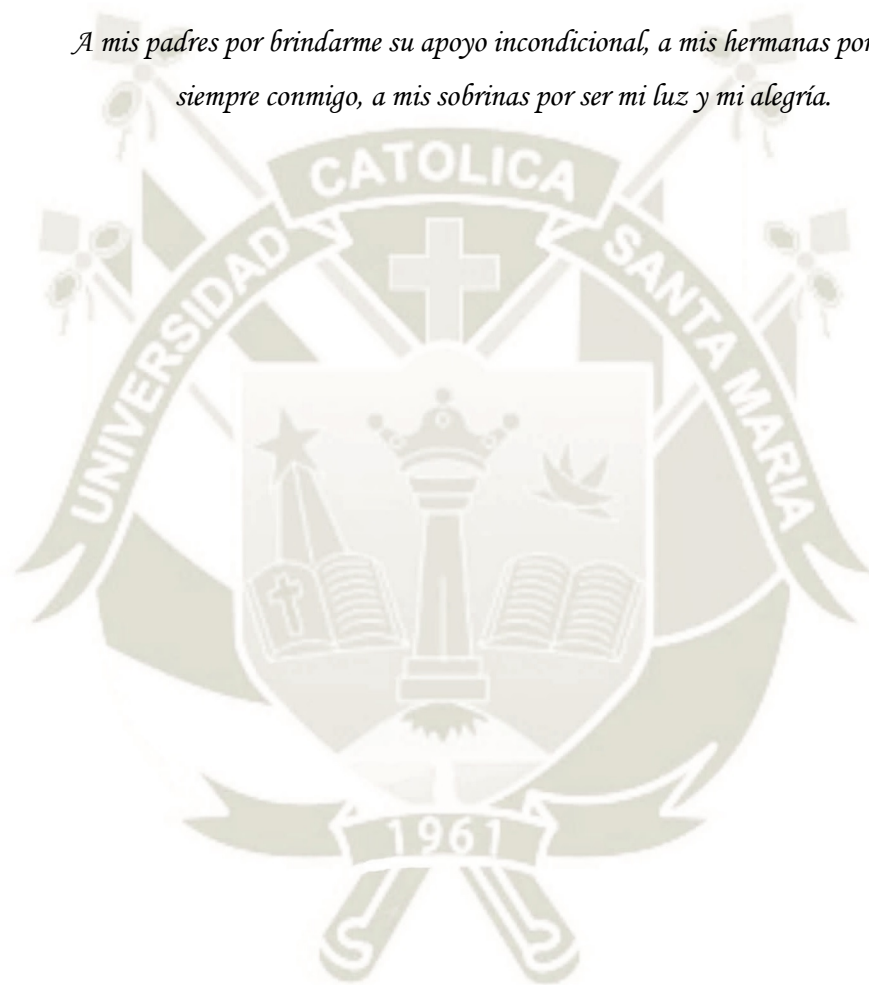 A mis padres por brindarme su apoyo incondicional, a mis hermanas por
siempre conmigo, a mis sobrinas por ser mi luz y mi alegría.
CATOLICA
UNIVERSIDAD
SANTA MARIA
1961